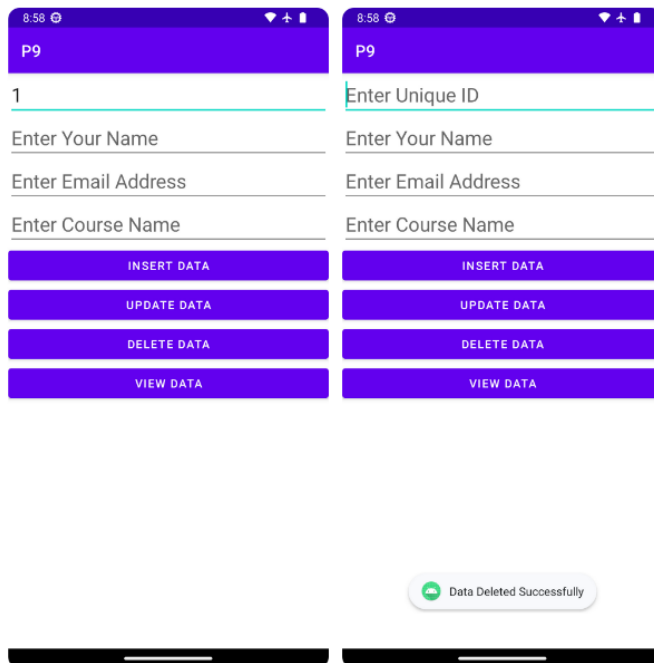 8:58
P9
1
Enter Your Name
Enter Email Address
Enter Course Name
INSERT DATA
UPDATE DATA
DELETE DATA
VIEW DATA
8:58
P9
Enter Unique ID
Enter Your Name
Enter Email Address
Enter Course Name
INSERT DATA
UPDATE DATA
DELETE DATA
VIEW DATA
Data Deleted Successfully